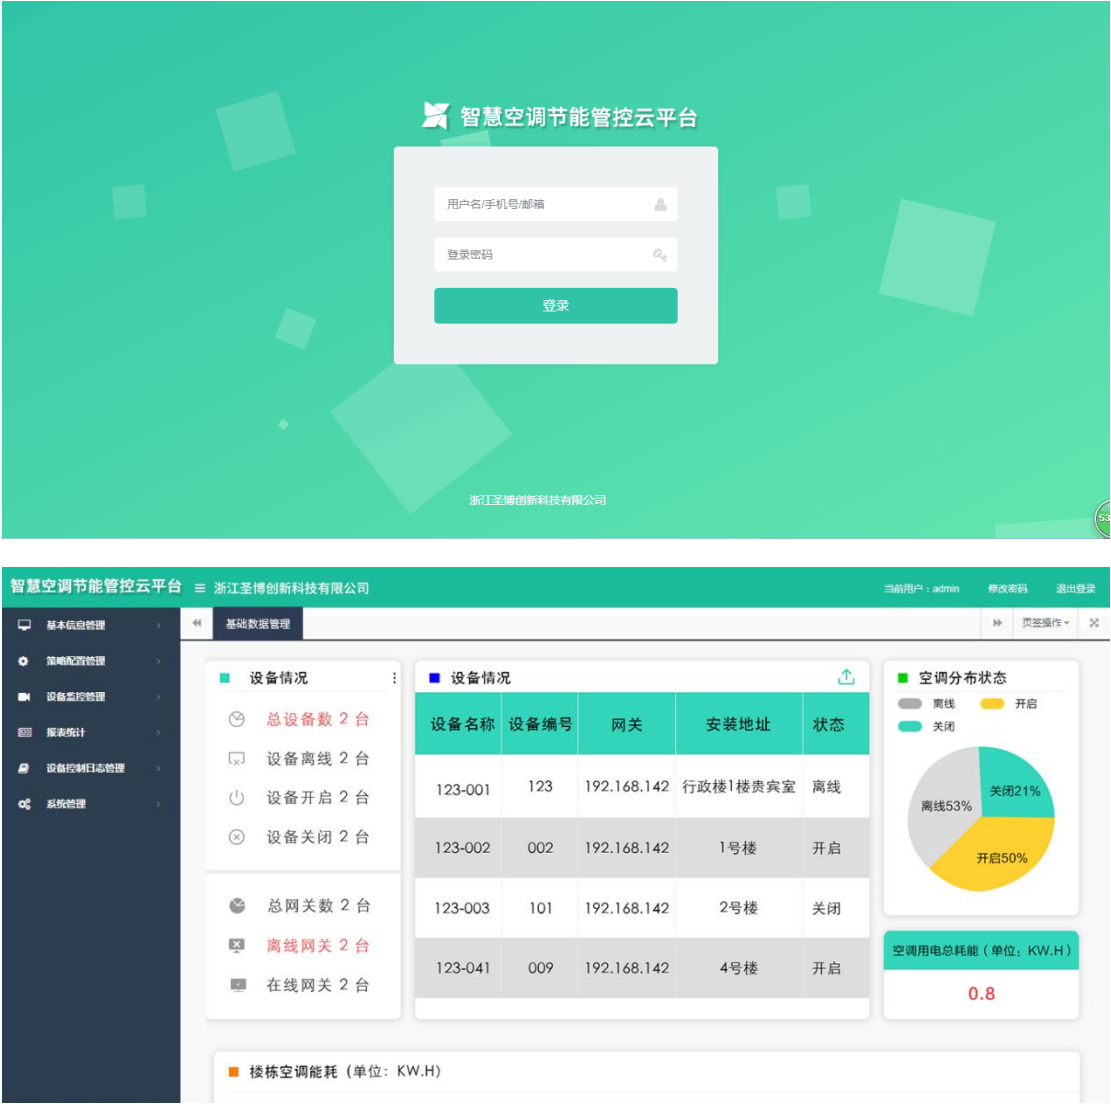 智慧空调节能管控云平台
用户名/手机号/邮箱
登录密码
登录
浙江圣博创新科技有限公司
53
智慧空调节能管控云平台
浙江圣博创新科技有限公司
当前用户：admin
修改密码
退出登录
基本信息管理
策略配置管理
设备监控管理
报表统计
设备控制日志管理
系统管理
基础数据管理
页签操作
设备情况
总设备数 2 台
设备离线 2 台
设备开启 2 台
设备关闭 2 台
总网关数 2 台
离线网关 2 台
在线网关 2 台
设备情况
设备名称 设备编号 网关 安装地址 状态
123-001 123 192.168.142 行政楼1楼贵宾室 离线
123-002 002 192.168.142 1号楼 开启
123-003 101 192.168.142 2号楼 关闭
123-041 009 192.168.142 4号楼 开启
空调分布状态
离线 开启
关闭
关闭21%
离线53%
开启50%
空调用电总耗能（单位：KW.H）
0.8
楼栋空调能耗（单位：KW.H）